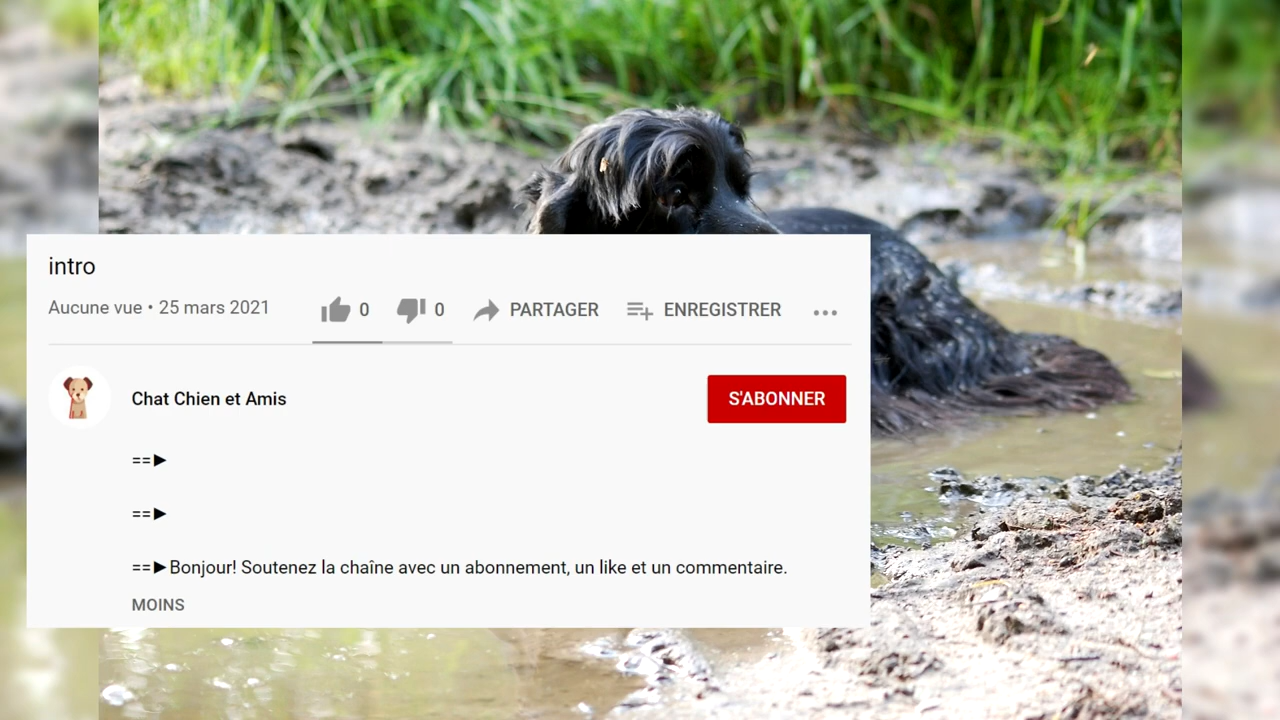 intro
Aucune vue • 25 mars 2021 0 0 PARTAGER ENREGISTRER
Chat Chien et Amis S'ABONNER
==►
==►
==►Bonjour! Soutenez la chaîne avec un abonnement, un like et un commentaire.
MOINS